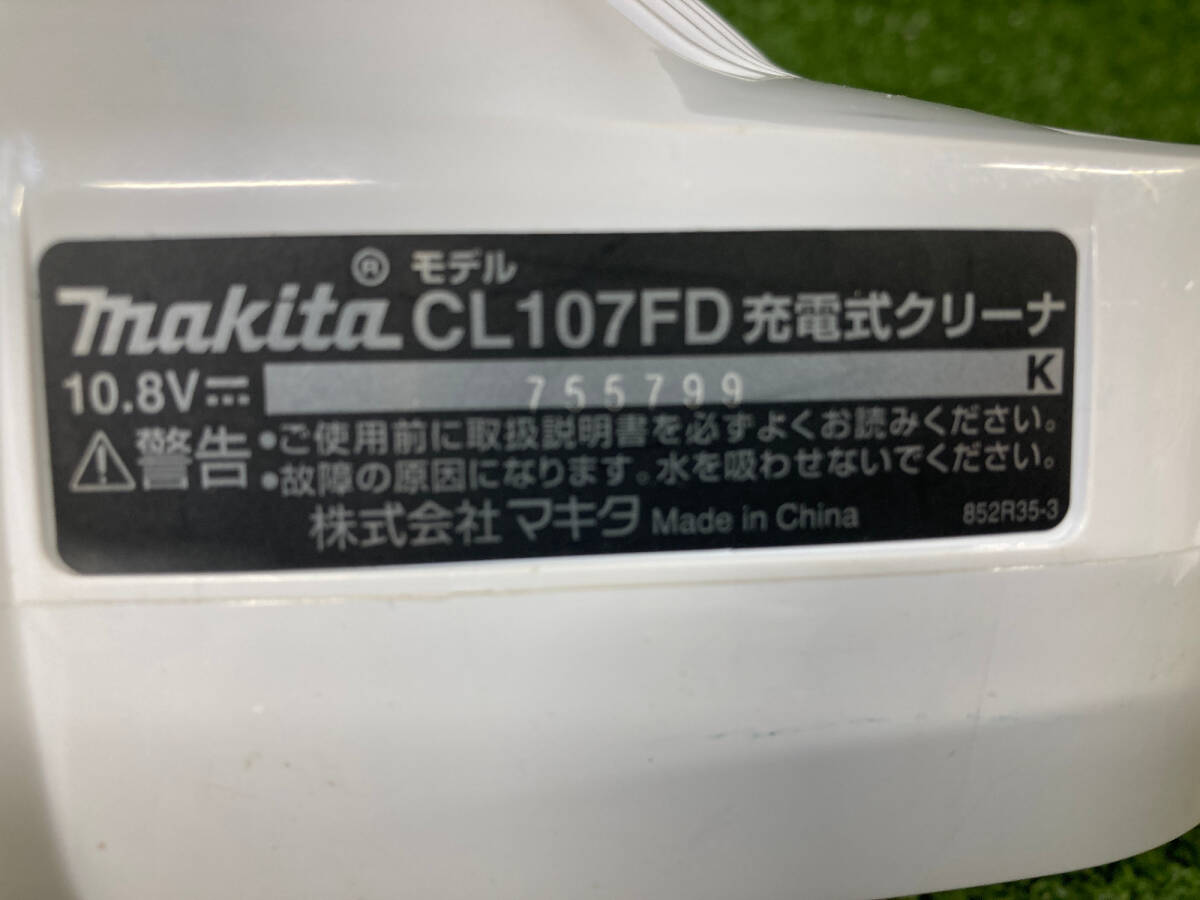 ® モデル
makita CL107FD 充電式クリーナ
10.8V⎓ 755799 K
⚠警告 •ご使用前に取扱説明書を必ずよくお読みください。
•故障の原因になります。水を吸わせないでください。
株式会社マキタ Made in China 852R35-3